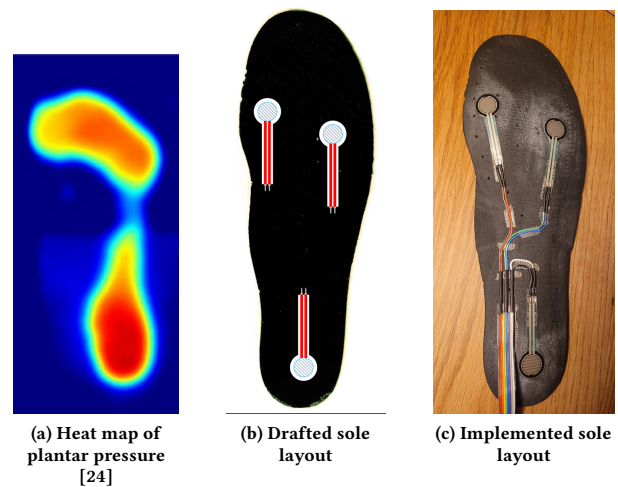 (a) Heat map of
plantar pressure
[24]
(b) Drafted sole
layout
(c) Implemented sole
layout